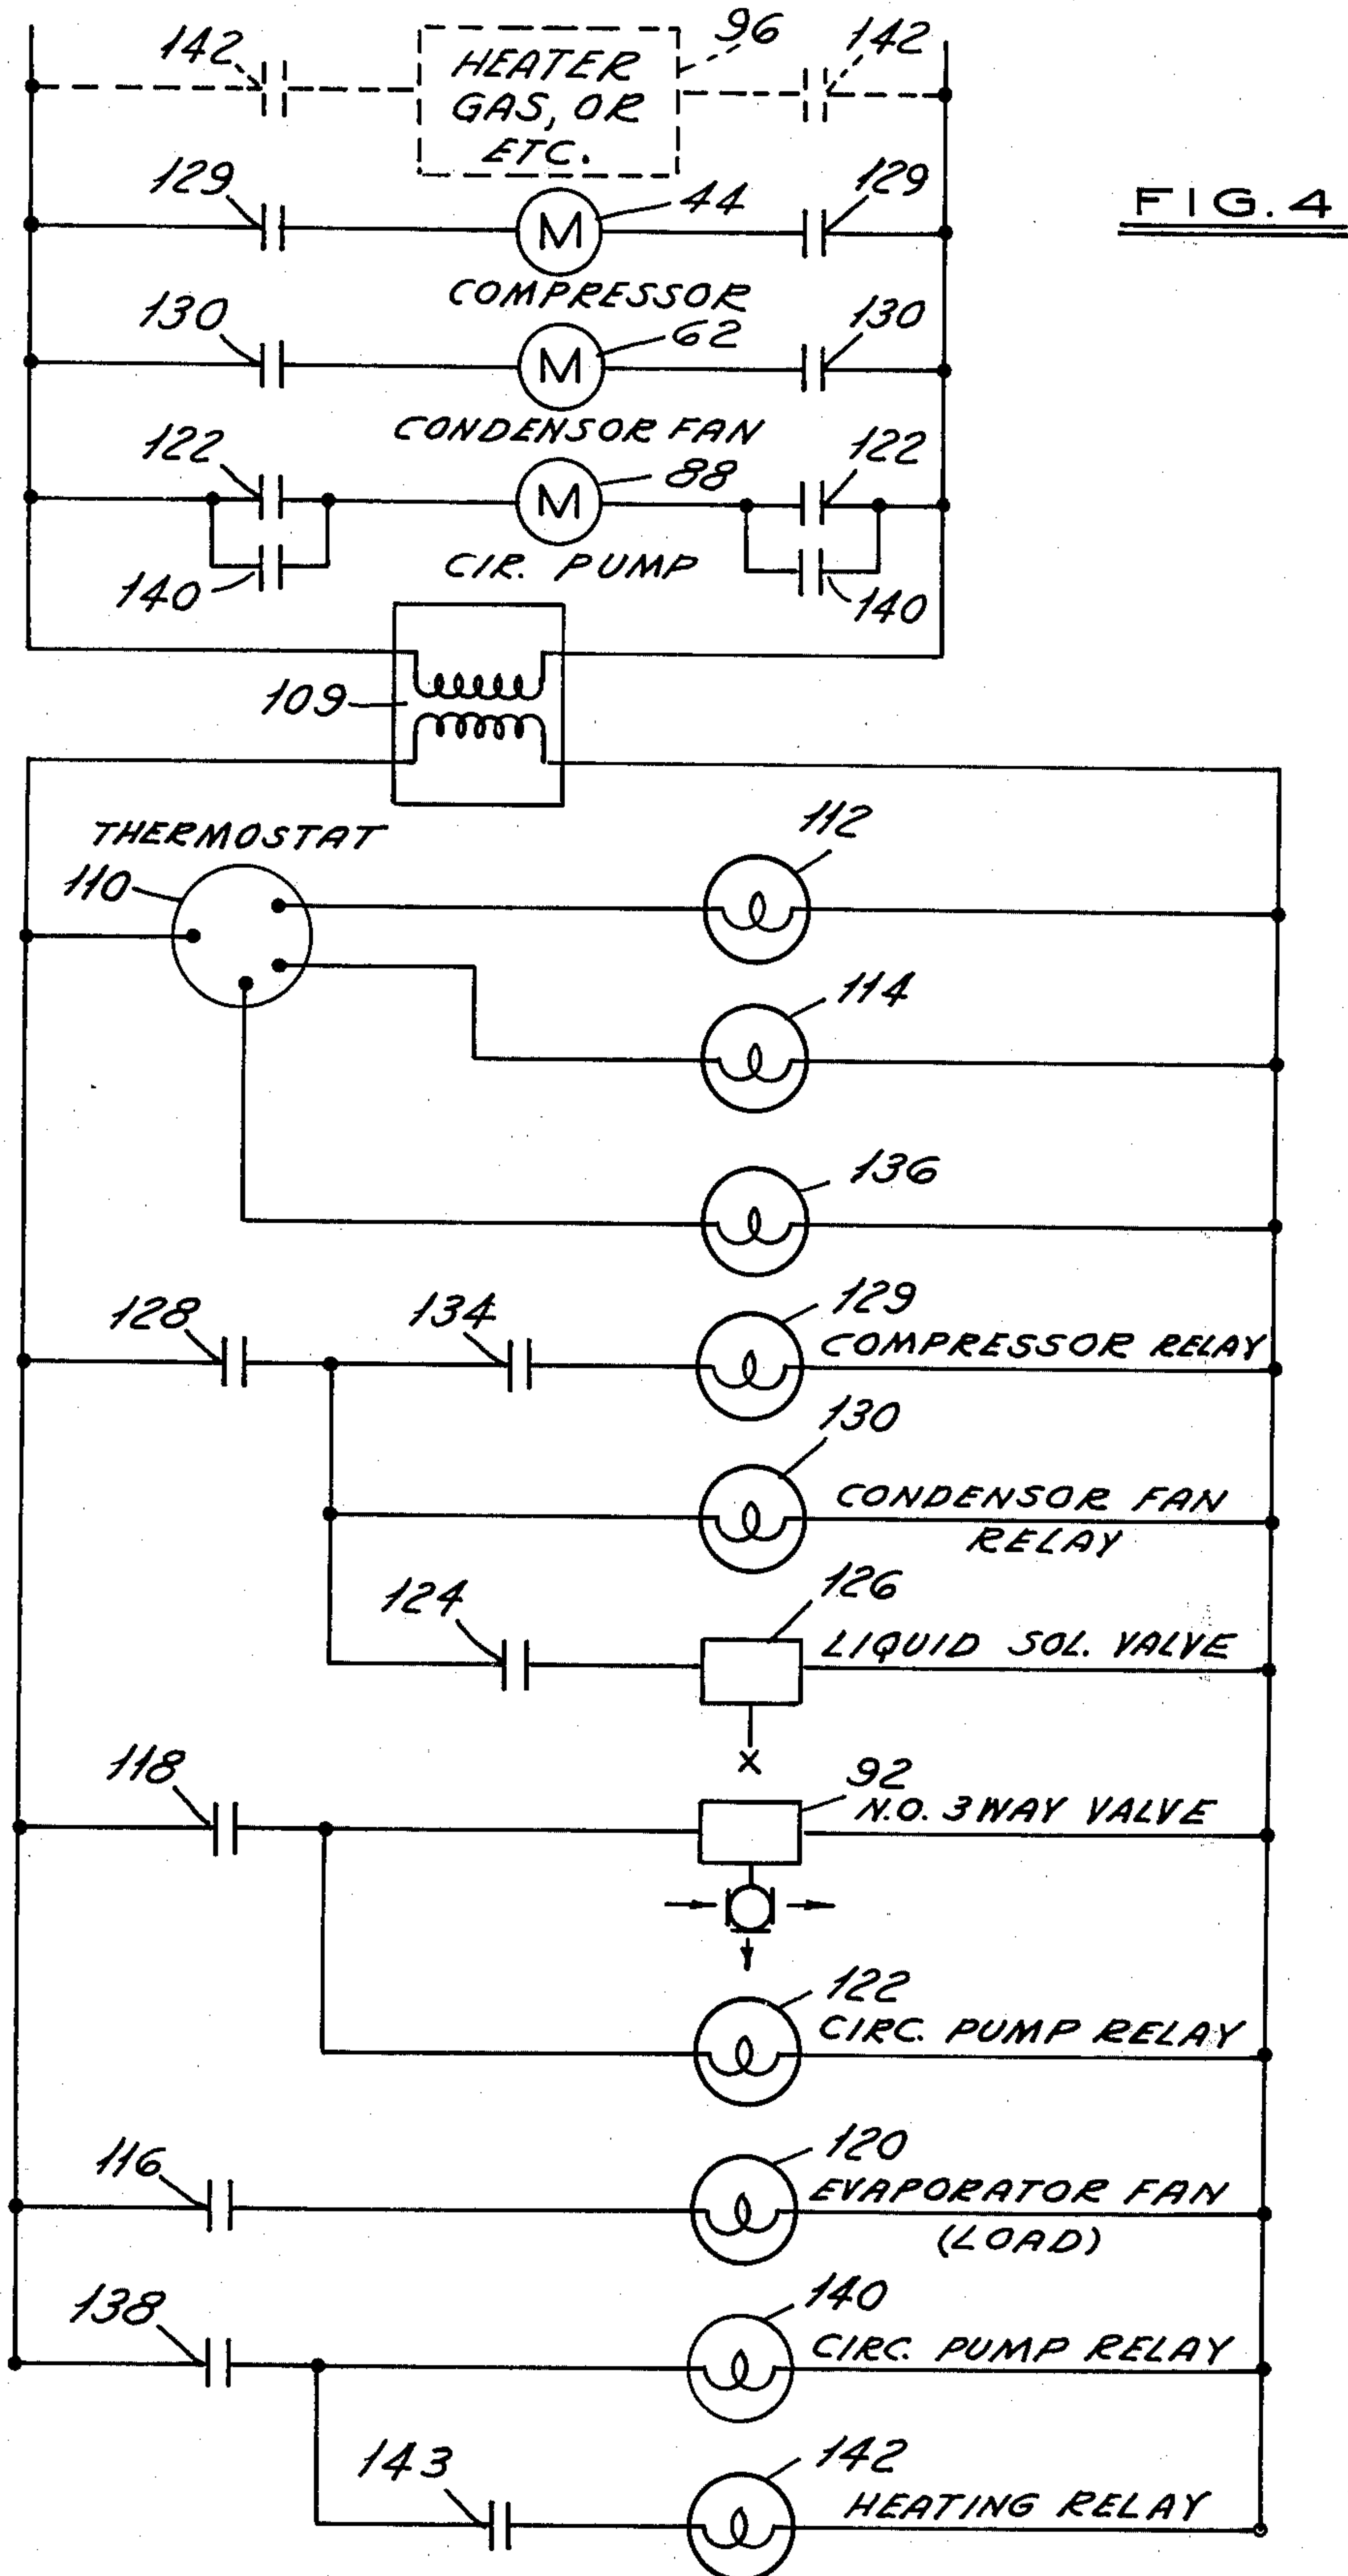 142
96
142
HEATER
GAS, OR
ETC.
129
M
44
129
COMPRESSOR
FIG. 4
130
M
62
130
CONDENSOR FAN
122
M
88
122
140
CIR. PUMP
140
109
THERMOSTAT
110
112
114
136
128
134
129
COMPRESSOR RELAY
130
CONDENSOR FAN
RELAY
124
126
LIQUID SOL. VALVE
X
118
92
N.O. 3 WAY VALVE
122
CIRC. PUMP RELAY
116
120
EVAPORATOR FAN
(LOAD)
138
140
CIRC. PUMP RELAY
143
142
HEATING RELAY